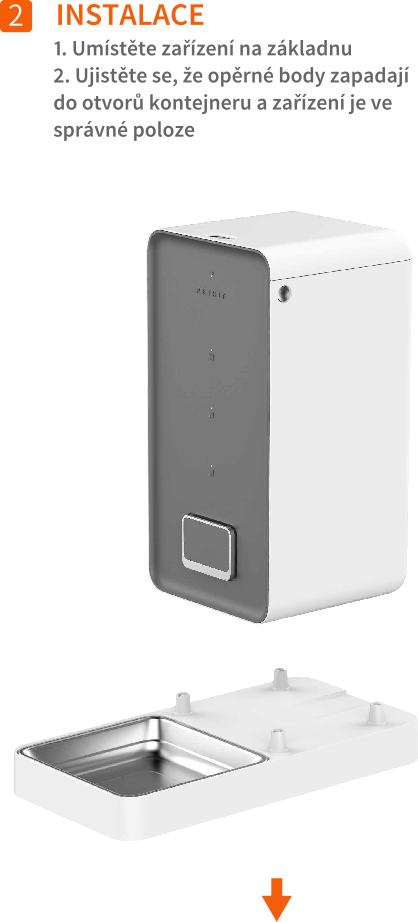 2 INSTALACE
1. Umístěte zařízení na základnu
2. Ujistěte se, že opěrné body zapadají
do otvorů kontejneru a zařízení je ve
správné poloze
PETKIT